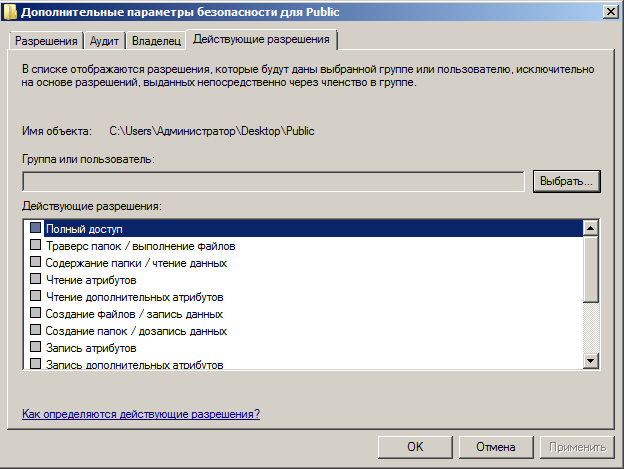 Дополнительные параметры безопасности для Public
Разрешения Аудит Владелец Действующие разрешения
В списке отображаются разрешения, которые будут даны выбранной группе или пользователю, исключительно
на основе разрешений, выданных непосредственно через членство в группе.
Имя объекта: C:\Users\Администратор\Desktop\Public
Группа или пользователь:
Выбрать...
Действующие разрешения:
Полный доступ
Траверс папок / выполнение файлов
Содержание папки / чтение данных
Чтение атрибутов
Чтение дополнительных атрибутов
Создание файлов / запись данных
Создание папок / дозапись данных
Запись атрибутов
Запись дополнительных атрибутов
Как определяются действующие разрешения?
OK Отмена Применить